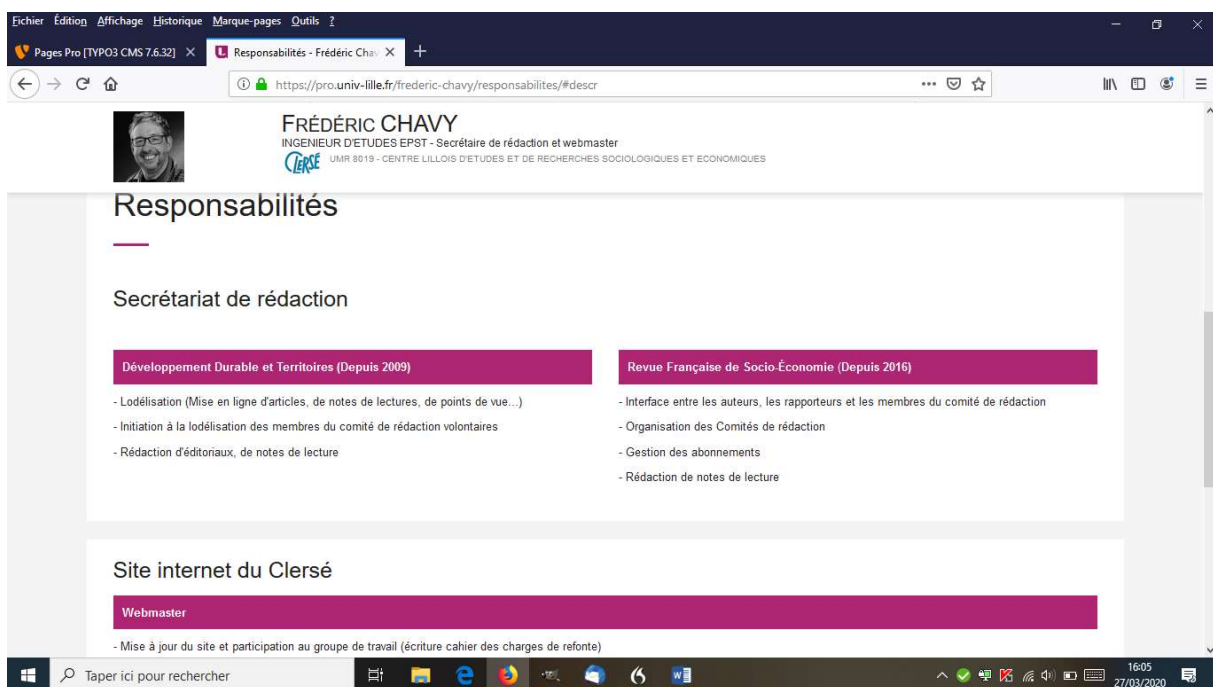 Fichier Édition Affichage Historique Marque-pages Outils ?
Pages Pro [TYPO3 CMS 7.6.32]
Responsabilités - Frédéric Chav
https://pro.univ-lille.fr/frederic-chavy/responsabilites/#descr
FRÉDÉRIC CHAVY
INGENIEUR D'ETUDES EPST - Secrétaire de rédaction et webmaster
CLERSÉ UMR 8019 - CENTRE LILLOIS D'ETUDES ET DE RECHERCHES SOCIOLOGIQUES ET ECONOMIQUES
Responsabilités
Secrétariat de rédaction
Développement Durable et Territoires (Depuis 2009)
- Lodélisation (Mise en ligne d'articles, de notes de lectures, de points de vue...)
- Initiation à la lodélisation des membres du comité de rédaction volontaires
- Rédaction d'éditoriaux, de notes de lecture
Revue Française de Socio-Économie (Depuis 2016)
- Interface entre les auteurs, les rapporteurs et les membres du comité de rédaction
- Organisation des Comités de rédaction
- Gestion des abonnements
- Rédaction de notes de lecture
Site internet du Clersé
Webmaster
- Mise à jour du site et participation au groupe de travail (écriture cahier des charges de refonte)
Taper ici pour rechercher
16:05
27/03/2020